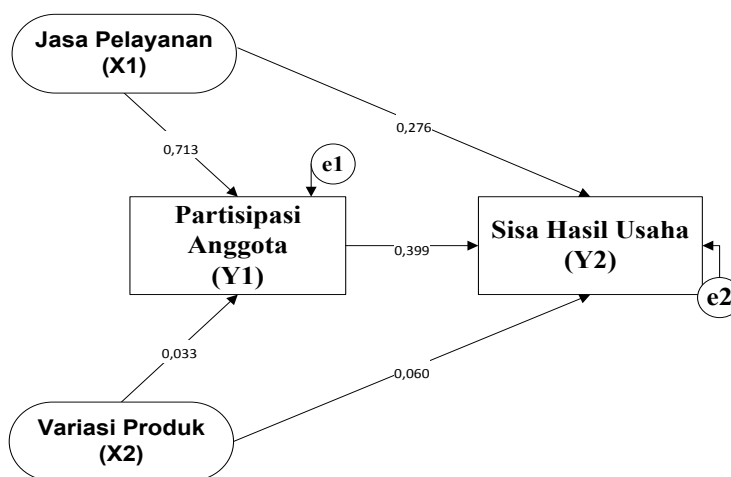 Jasa Pelayanan
(X1)
0,276
0,713
e1
Partisipasi
Anggota
(Y1)
0,399
Sisa Hasil Usaha
(Y2)
e2
0,033
0,060
Variasi Produk
(X2)